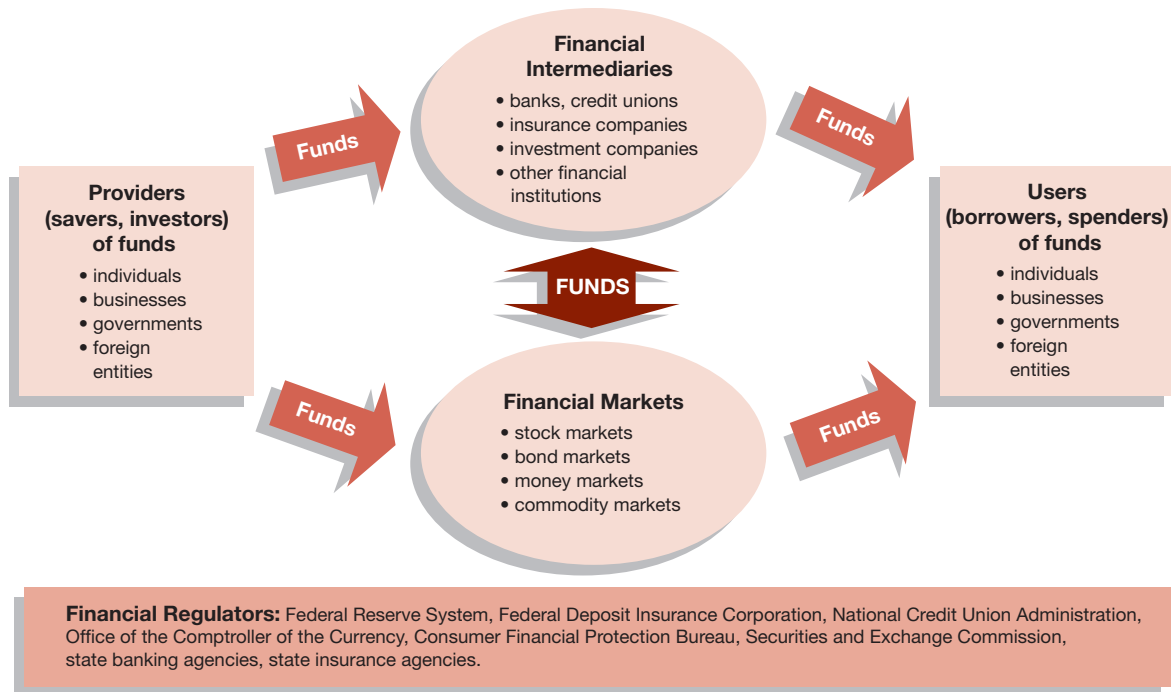 Financial
Intermediaries
• banks, credit unions
• insurance companies
• investment companies
• other financial
institutions
Funds
Funds
Providers
(savers, investors)
of funds
• individuals
• businesses
• governments
• foreign
entities
Users
(borrowers, spenders)
of funds
• individuals
• businesses
• governments
• foreign
entities
FUNDS
Funds
Funds
Financial Markets
• stock markets
• bond markets
• money markets
• commodity markets
Financial Regulators: Federal Reserve System, Federal Deposit Insurance Corporation, National Credit Union Administration,
Office of the Comptroller of the Currency, Consumer Financial Protection Bureau, Securities and Exchange Commission,
state banking agencies, state insurance agencies.